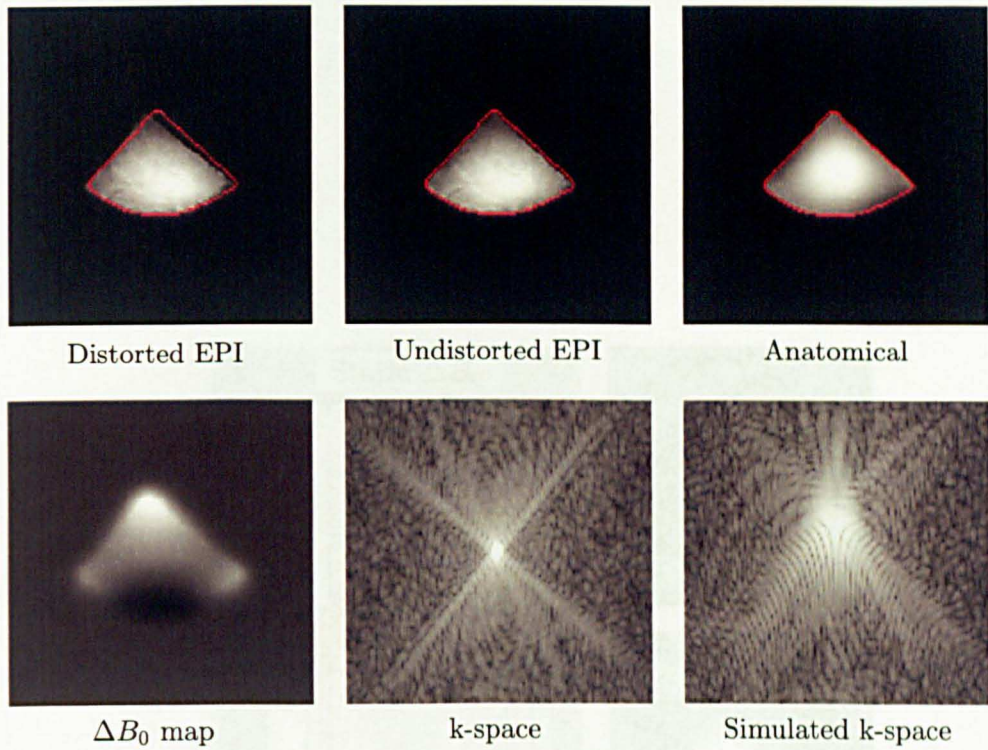 Distorted EPI
Undistorted EPI
Anatomical
ΔB₀ map
k-space
Simulated k-space